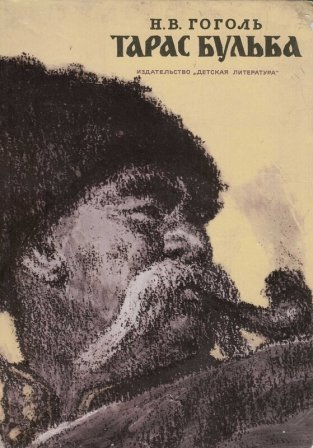 Н.В.ГОГОЛЬ
ТАРАС БУЛЬБА
ИЗДАТЕЛЬСТВО „ДЕТСКАЯ ЛИТЕРАТУРА"